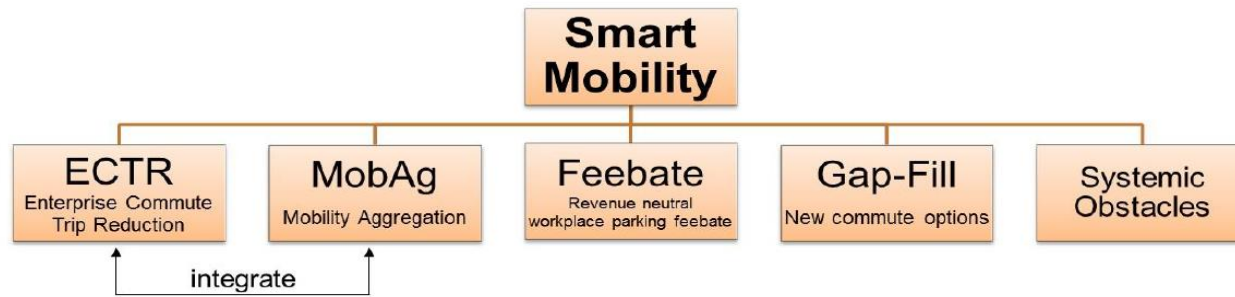 Smart
Mobility
ECTR
Enterprise Commute
Trip Reduction
MobAg
Mobility Aggregation
Feebate
Revenue neutral
workplace parking feebate
Gap-Fill
New commute options
Systemic
Obstacles
integrate